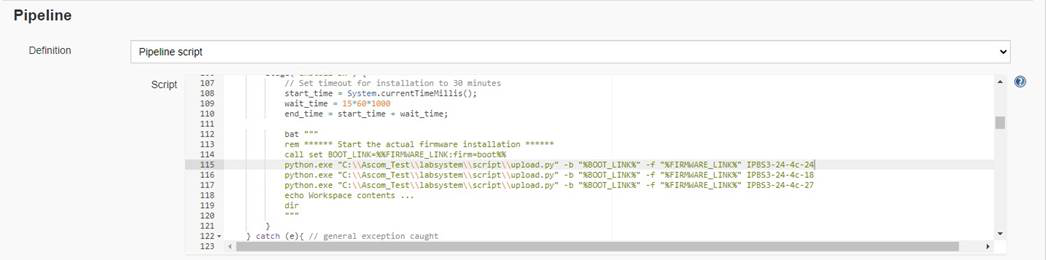 Pipeline
Definition
Pipeline script
Script
107 // Set timeout for installation to 30 minutes
108 start_time = System.currentTimeMillis();
109 wait_time = 15*60*1000
110 end_time = start_time + wait_time;
111
112 bat """
113 rem ****** Start the actual firmware installation ******
114 call set BOOT_LINK=%%FIRMWARE_LINK:firm=boot%%
115 python.exe "C:\\Ascom_Test\\labsystem\\script\\upload.py" -b "%BOOT_LINK%" -f "%FIRMWARE_LINK%" IPBS3-24-4c-24
116 python.exe "C:\\Ascom_Test\\labsystem\\script\\upload.py" -b "%BOOT_LINK%" -f "%FIRMWARE_LINK%" IPBS3-24-4c-18
117 python.exe "C:\\Ascom_Test\\labsystem\\script\\upload.py" -b "%BOOT_LINK%" -f "%FIRMWARE_LINK%" IPBS3-24-4c-27
118 echo Workspace contents ...
119 dir
120 """
121 }
122 } catch (e){ // general exception caught
123